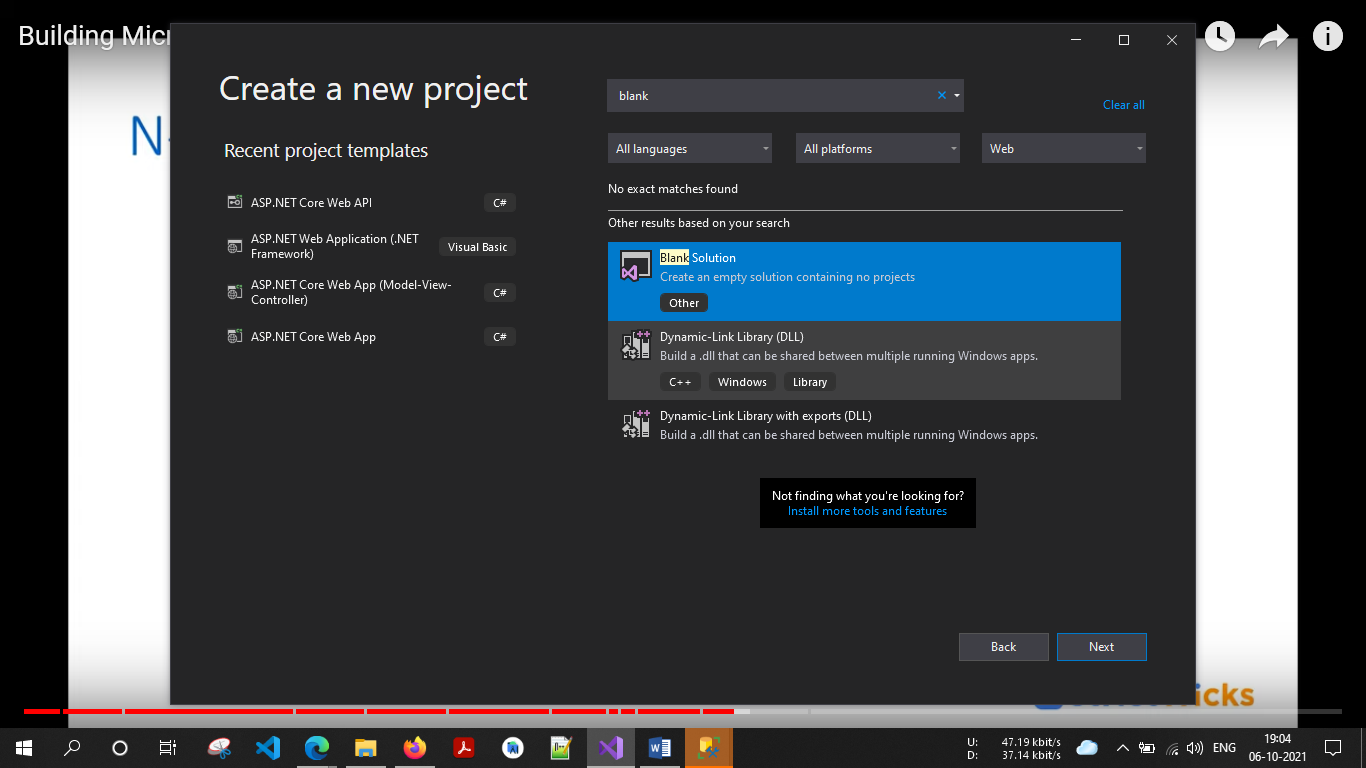 Building Micr
N
Create a new project
Recent project templates
ASP.NET Core Web API
C#
ASP.NET Web Application (.NET
Framework)
Visual Basic
ASP.NET Core Web App (Model-View-
Controller)
C#
ASP.NET Core Web App
C#
blank
Clear all
All languages
All platforms
Web
No exact matches found
Other results based on your search
Blank Solution
Create an empty solution containing no projects
Other
Dynamic-Link Library (DLL)
Build a .dll that can be shared between multiple running Windows apps.
C++ Windows Library
Dynamic-Link Library with exports (DLL)
Build a .dll that can be shared between multiple running Windows apps.
Not finding what you're looking for?
Install more tools and features
Back
Next
icks
U: 47.19 kbit/s
D: 37.14 kbit/s
ENG
19:04
06-10-2021